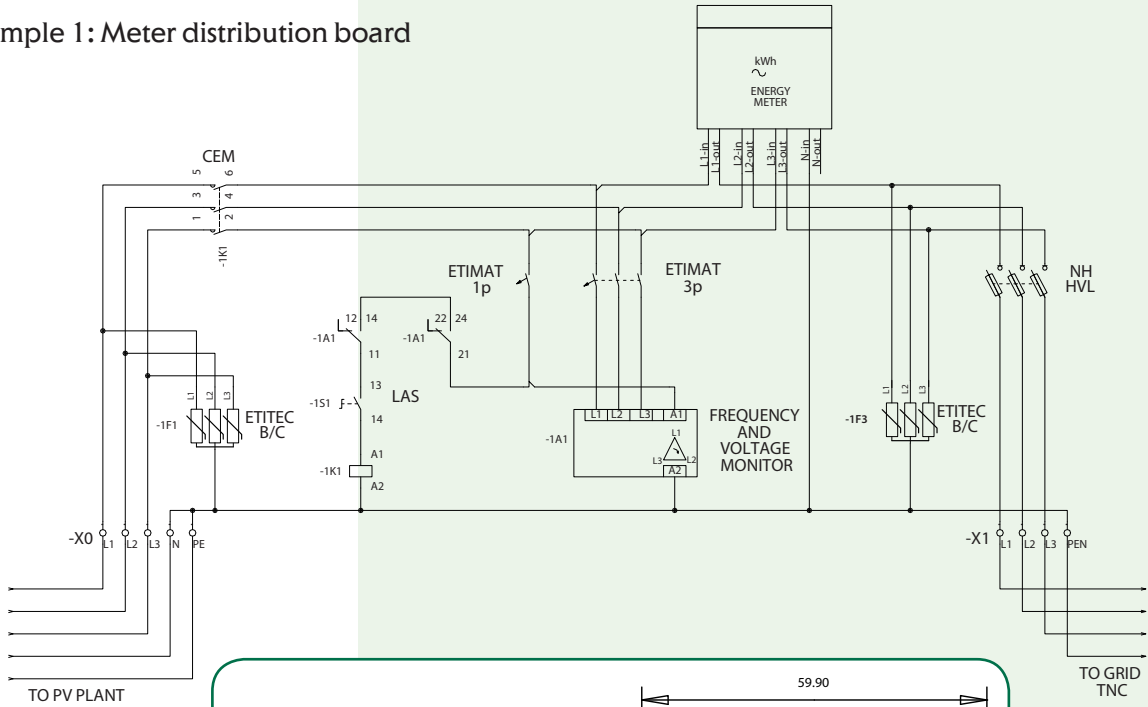 mple 1: Meter distribution board
kWh
ENERGY
METER
L1-in
L1-out
L2-in
L2-out
L3-in
L3-out
N-in
N-out
CEM
5 6
3 4
1 2
-1K1
ETIMAT
1p
ETIMAT
3p
NH
HVL
12 14
-1A1
11
22 24
-1A1
21
13
-1S1
LAS
14
A1
-1K1
A2
L1 L2 L3
-1F1
ETITEC
B/C
L1 L2 L3 A1
-1A1
L1
L3 L2
A2
FREQUENCY
AND
VOLTAGE
MONITOR
L1 L2 L3
-1F3
ETITEC
B/C
-X0 L1 L2 L3 N PE
-X1 L1 L2 L3 PEN
TO PV PLANT
TO GRID
TNC
59.90